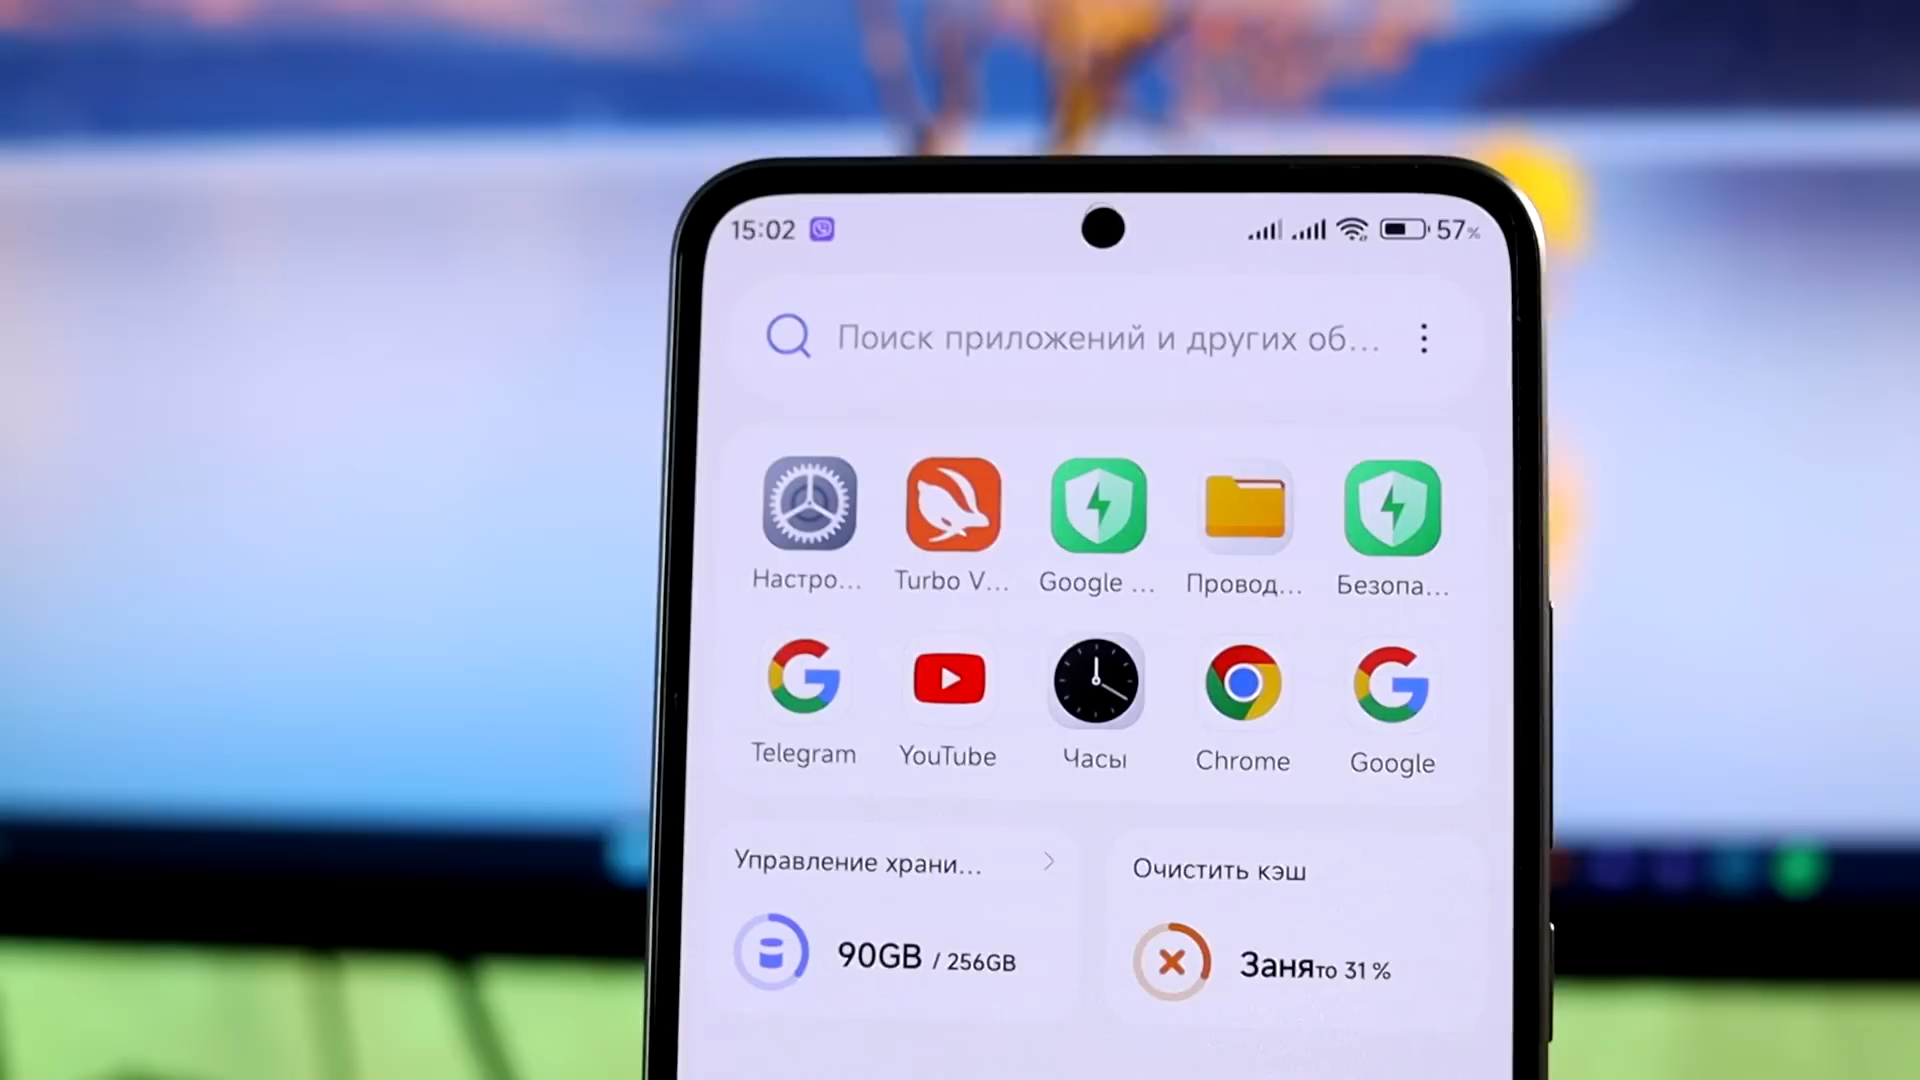 15:02
57%
Поиск приложений и других об...
Настро...
Turbo V...
Google ...
Провод...
Безопа...
Telegram
YouTube
Часы
Chrome
Google
Управление храни...
Очистить кэш
90GB / 256GB
Занято 31 %